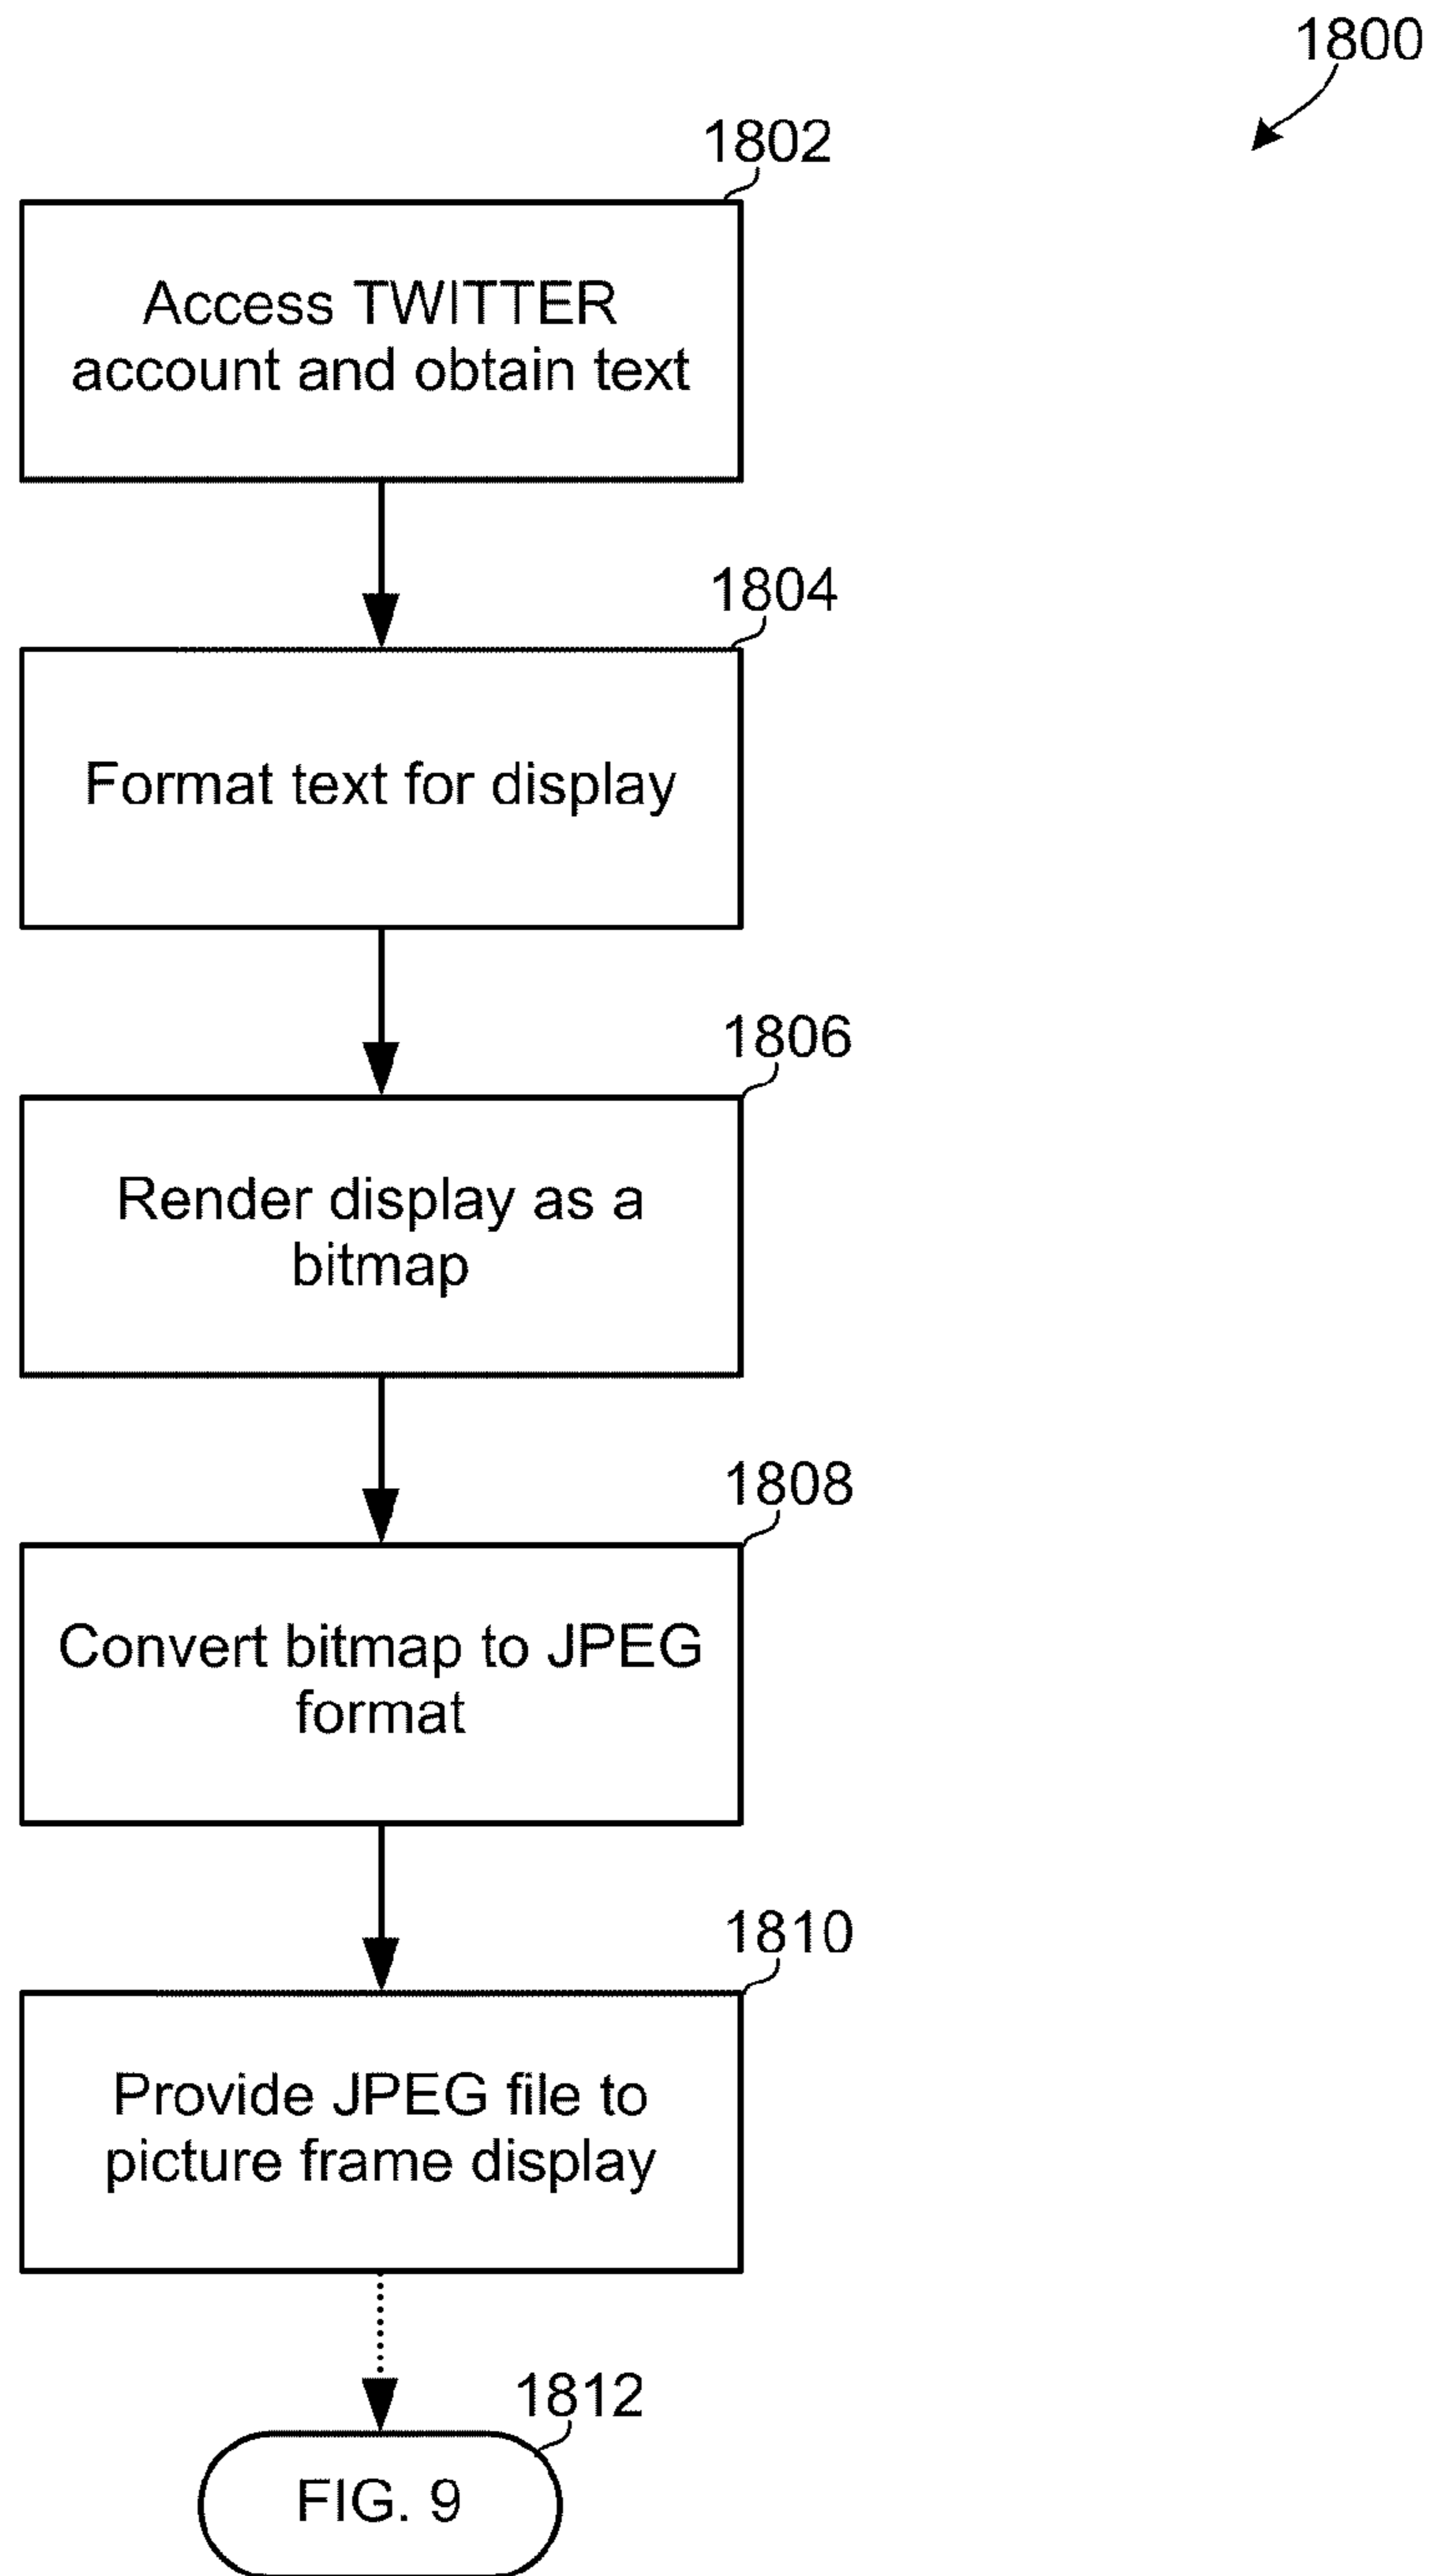 1800
1802
Access TWITTER
account and obtain text
1804
Format text for display
1806
Render display as a
bitmap
1808
Convert bitmap to JPEG
format
1810
Provide JPEG file to
picture frame display
1812
FIG. 9